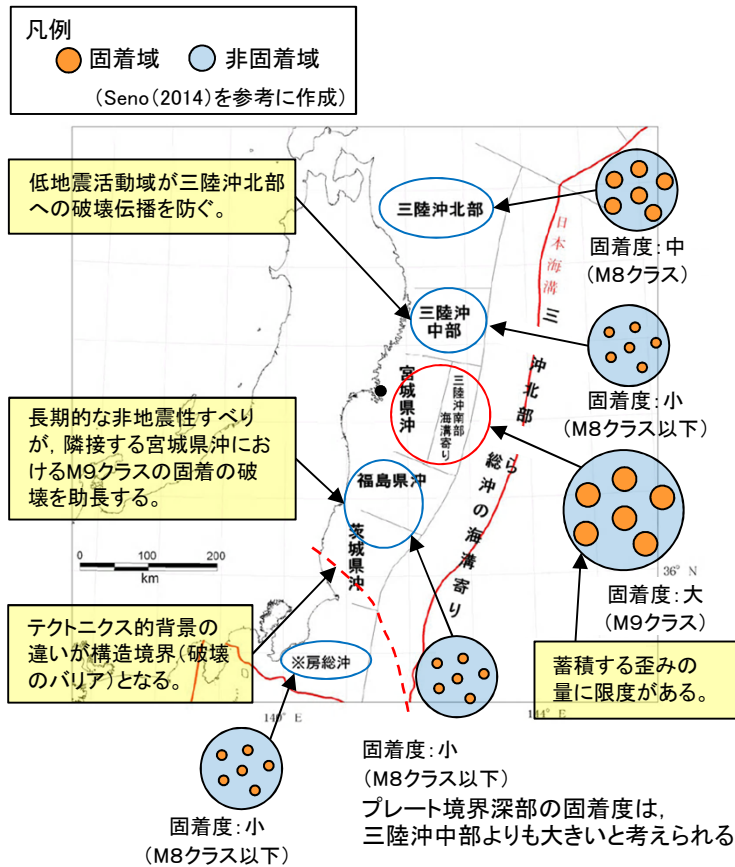 凡例
固着域 非固着域
(Seno(2014)を参考に作成)
低地震活動域が三陸沖北部
への破壊伝播を防ぐ。
三陸沖北部
日本海溝
固着度:中
(M8クラス)
三陸沖
中部
三
沖北部
固着度:小
(M8クラス以下)
宮城県沖
三陸沖南部
海溝寄り
長期的な非地震性すべり
が,隣接する宮城県沖にお
けるM9クラスの固着の破
壊を助長する。
福島県沖
ら
総沖の海溝寄り
茨城県沖
0 50 100 200
km
36° N
固着度:大
(M9クラス)
テクトニクス的背景の
違いが構造境界(破壊
のバリア)となる。
※房総沖
蓄積する歪みの
量に限度がある。
140° E
144° E
固着度:小
(M8クラス以下)
プレート境界深部の固着度は,
三陸沖中部よりも大きいと考えられる
固着度:小
(M8クラス以下)